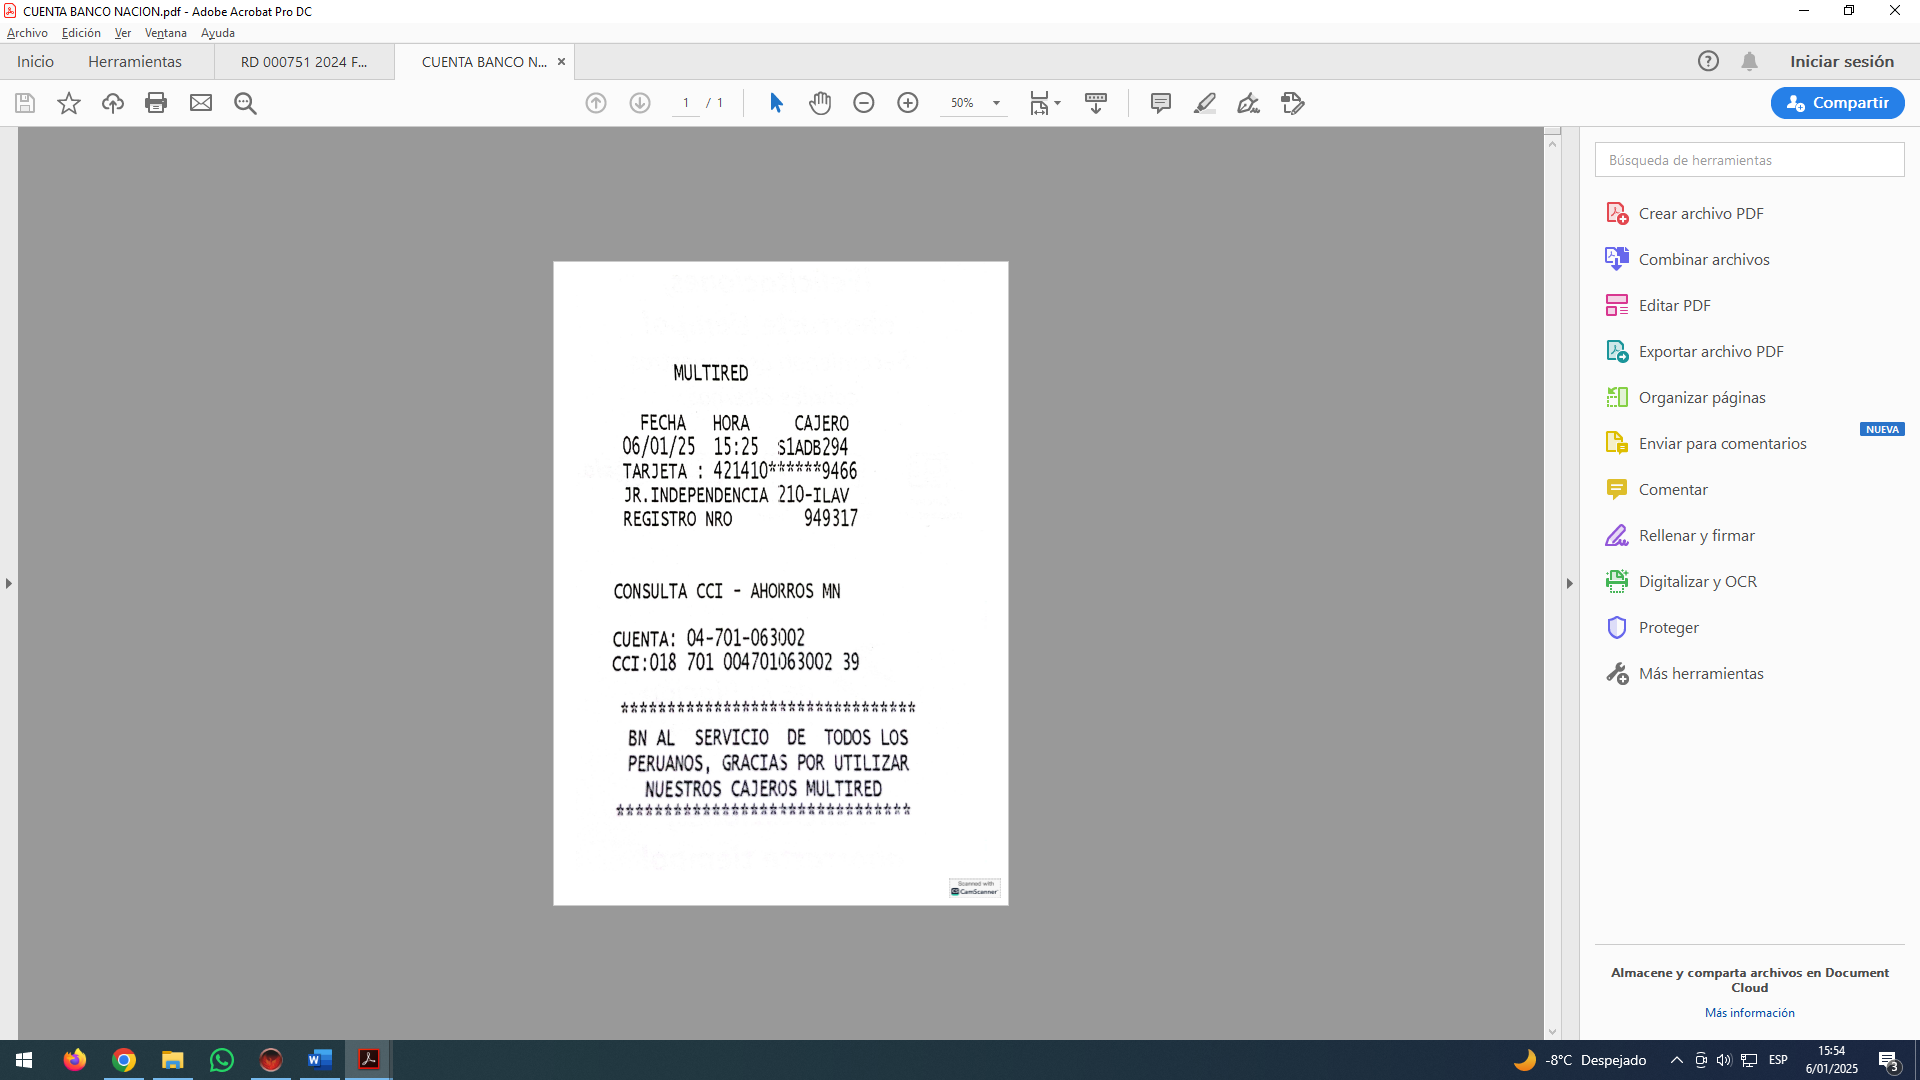 CUENTA BANCO NACION.pdf - Adobe Acrobat Pro DC
Archivo Edición Ver Ventana Ayuda
Inicio Herramientas RD 000751 2024 F... CUENTA BANCO N... × Iniciar sesión
1 / 1 50% Compartir
Búsqueda de herramientas
Crear archivo PDF
Combinar archivos
Editar PDF
Exportar archivo PDF
Organizar páginas
NUEVA
Enviar para comentarios
Comentar
Rellenar y firmar
Digitalizar y OCR
Proteger
Más herramientas
Almacene y comparta archivos en Document
Cloud
Más información
MULTIRED
FECHA HORA CAJERO
06/01/25 15:25 S1ADB294
TARJETA : 421410******9466
JR.INDEPENDENCIA 210-ILAV
REGISTRO NRO 949317
CONSULTA CCI - AHORROS MN
CUENTA: 04-701-063002
CCI:018 701 004701063002 39
********************************
BN AL SERVICIO DE TODOS LOS
PERUANOS, GRACIAS POR UTILIZAR
NUESTROS CAJEROS MULTIRED
********************************
Scanned with
CS CamScanner
-8°C Despejado ESP 15:54
6/01/2025 3